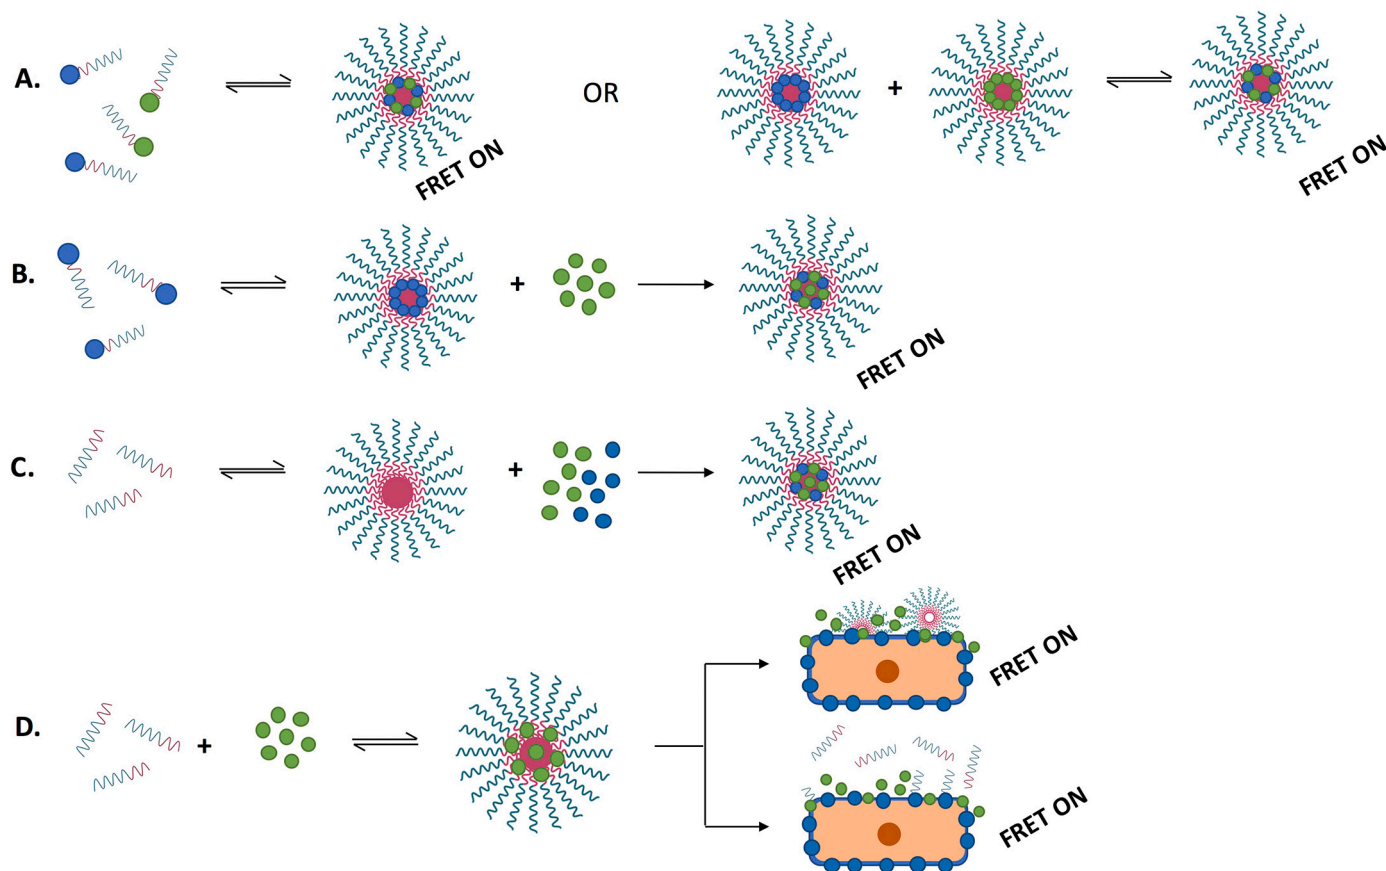 A.
FRET ON
OR
+
FRET ON
B.
+
FRET ON
C.
+
FRET ON
D.
+
FRET ON
FRET ON